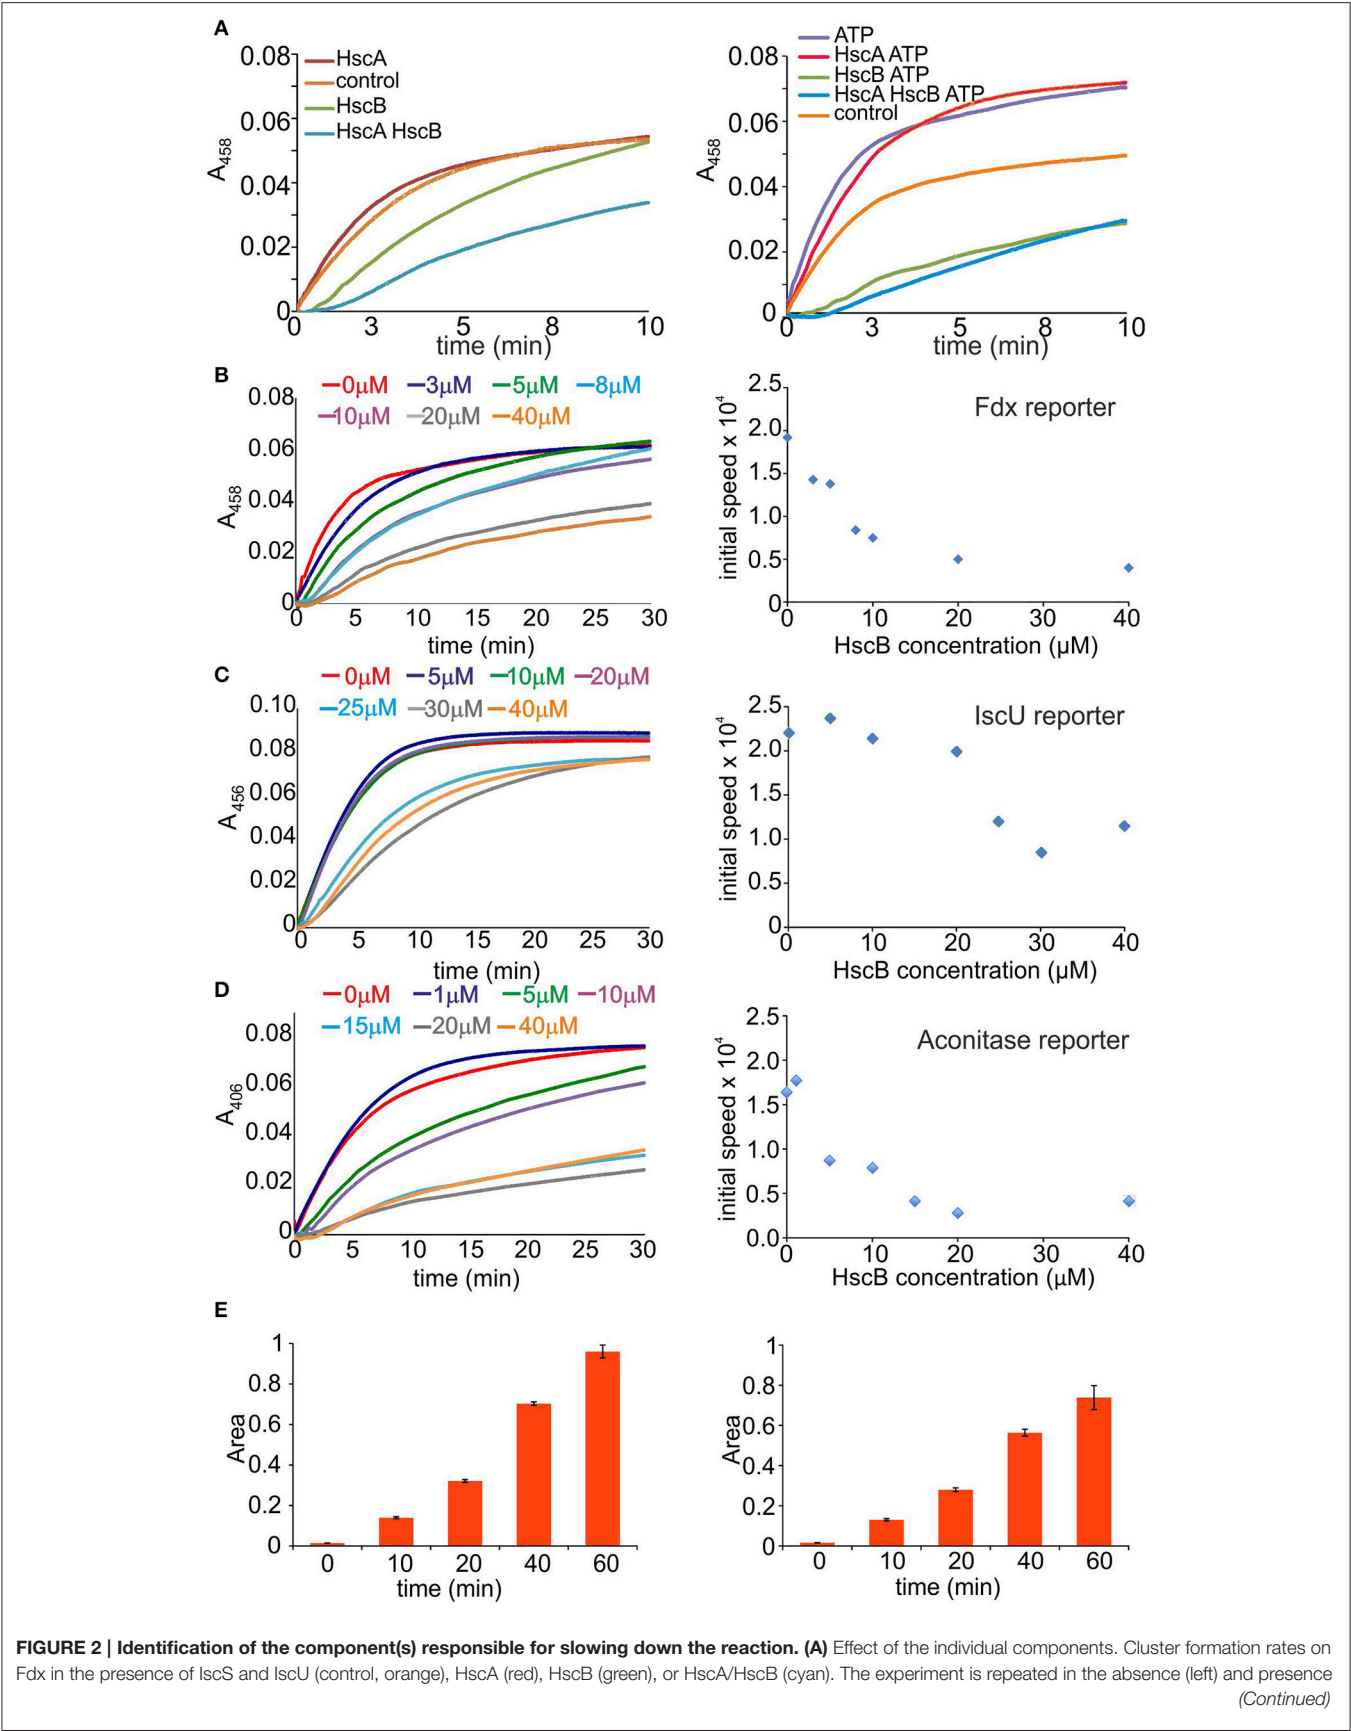 A
HscA
control
HscB
HscA HscB
0.08
0.06
0.04
0.02
0
A458
0 3 5 8 10
time (min)
ATP
HscA ATP
HscB ATP
HscA HscB ATP
control
0.08
0.06
0.04
0.02
0
A458
0 3 5 8 10
time (min)
B
0μM 3μM 5μM 8μM
10μM 20μM 40μM
0.08
0.06
0.04
0.02
0
A458
0 5 10 15 20 25 30
time (min)
Fdx reporter
2.5
2.0
1.5
1.0
0.5
0
initial speed x 10⁴
0 10 20 30 40
HscB concentration (μM)
C
0μM 5μM 10μM 20μM
25μM 30μM 40μM
0.10
0.08
0.06
0.04
0.02
0
A456
0 5 10 15 20 25 30
time (min)
IscU reporter
2.5
2.0
1.5
1.0
0.5
0
initial speed x 10⁴
0 10 20 30 40
HscB concentration (μM)
D
0μM 1μM 5μM 10μM
15μM 20μM 40μM
0.08
0.06
0.04
0.02
0
A406
0 5 10 15 20 25 30
time (min)
Aconitase reporter
2.5
2.0
1.5
1.0
0.5
0.0
initial speed x 10⁴
0 10 20 30 40
HscB concentration (μM)
E
1
0.8
0.6
0.4
0.2
0
Area
0 10 20 40 60
time (min)
1
0.8
0.6
0.4
0.2
0
Area
0 10 20 40 60
time (min)
FIGURE 2 | Identification of the component(s) responsible for slowing down the reaction. (A) Effect of the individual components. Cluster formation rates on
Fdx in the presence of IscS and IscU (control, orange), HscA (red), HscB (green), or HscA/HscB (cyan). The experiment is repeated in the absence (left) and presence
(Continued)